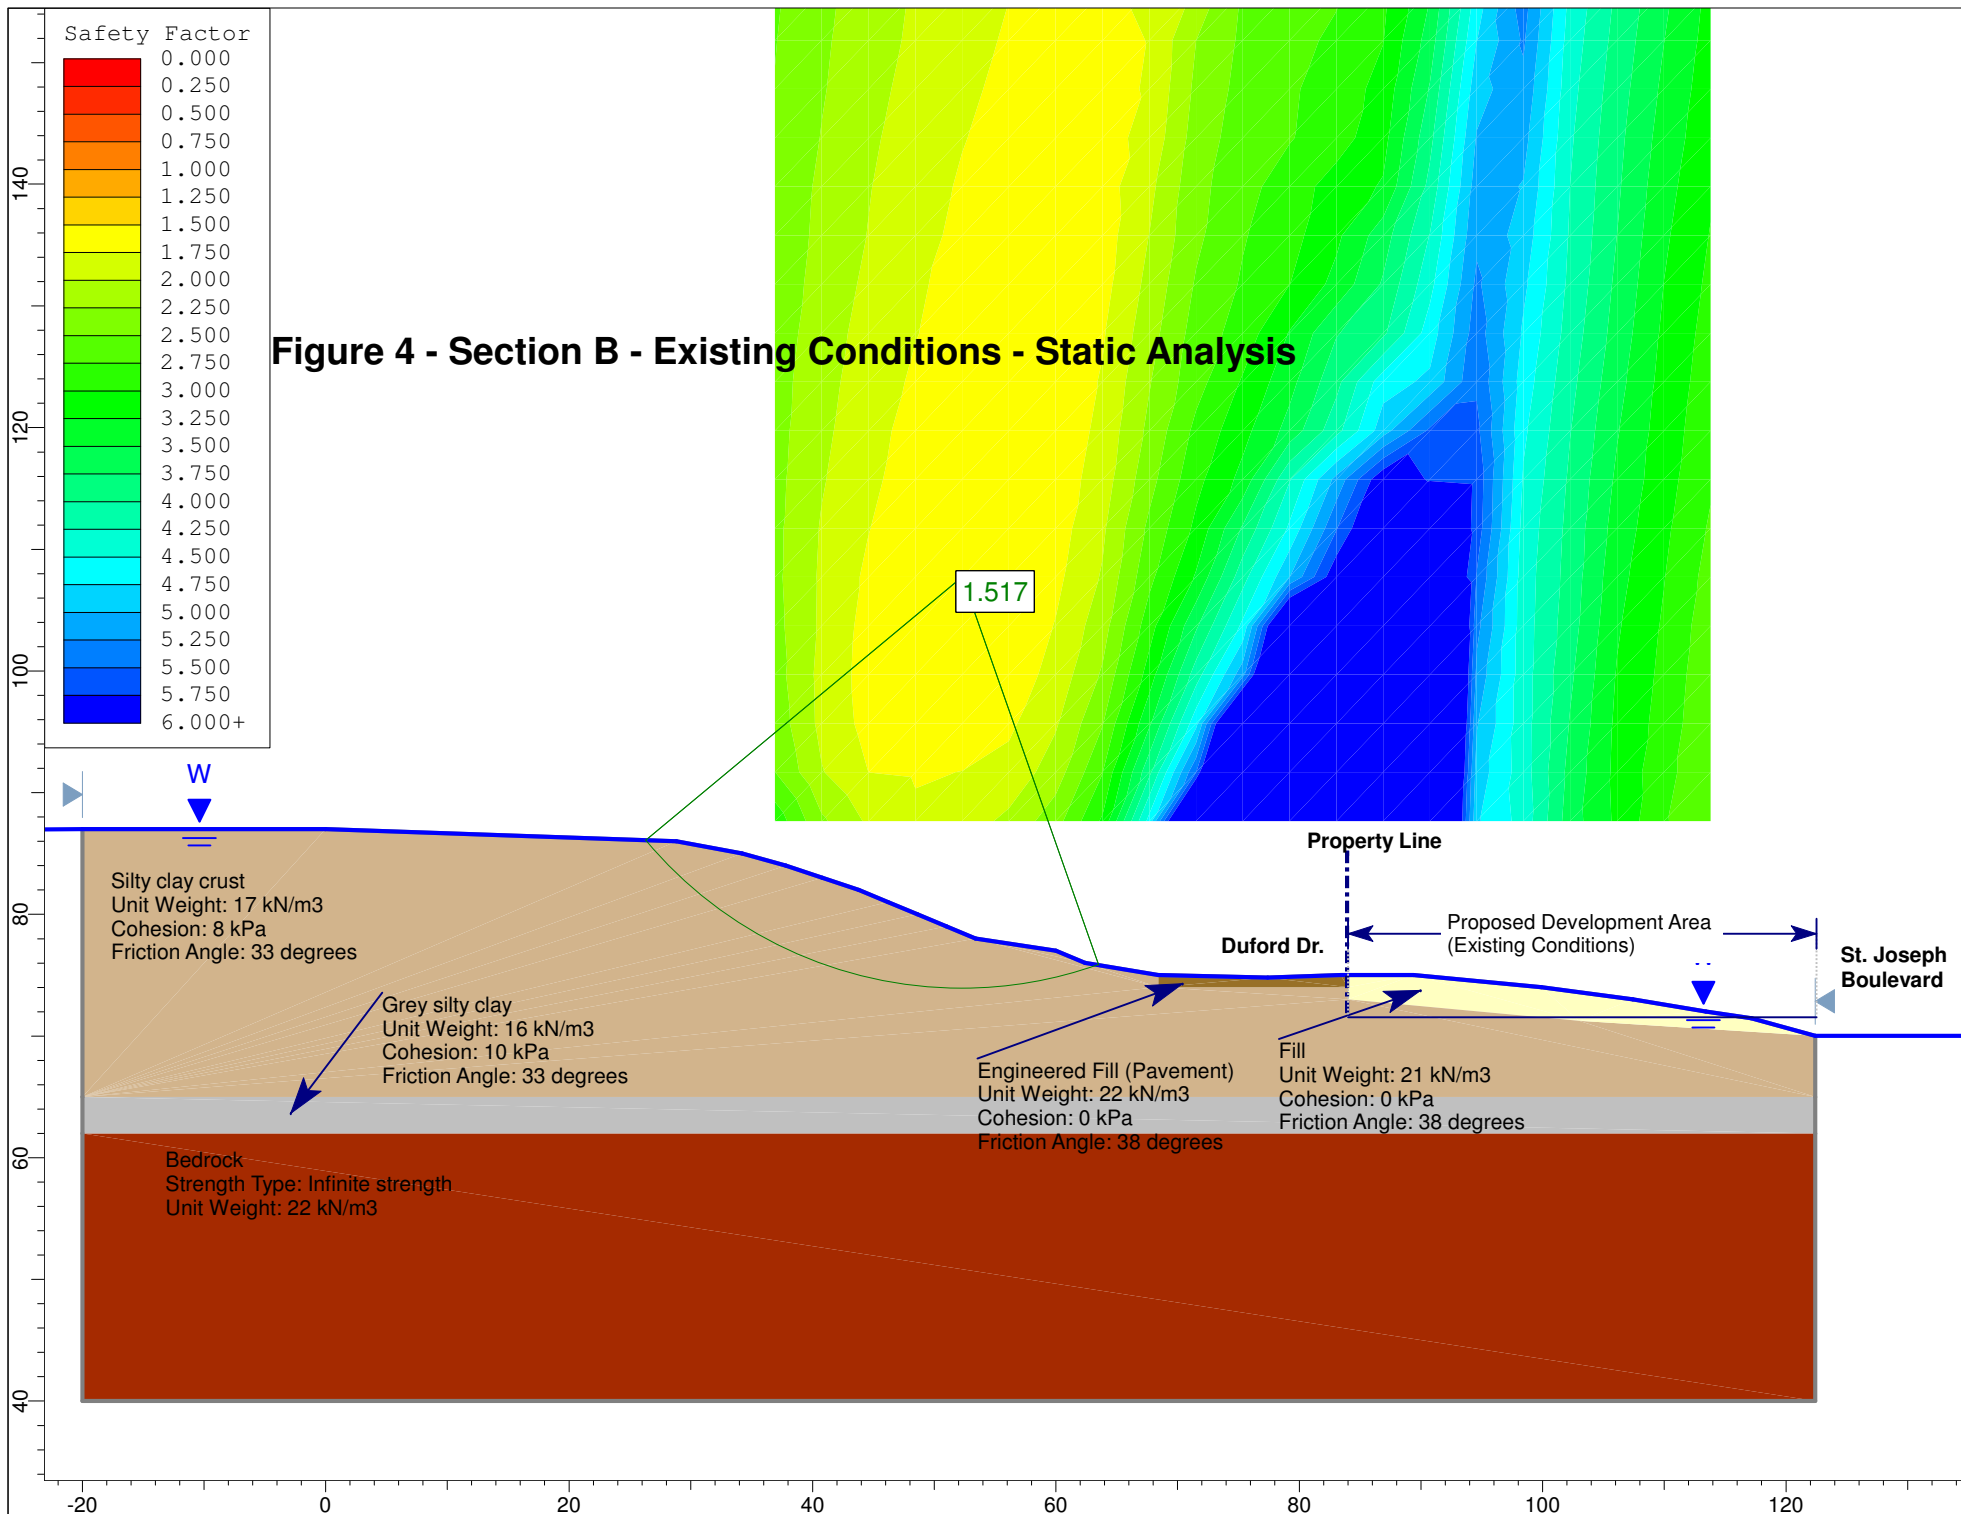 Safety Factor
0.000
0.250
0.500
0.750
1.000
1.250
1.500
1.750
2.000
2.250
2.500
2.750
3.000
3.250
3.500
3.750
4.000
4.250
4.500
4.750
5.000
5.250
5.500
5.750
6.000+
Figure 4 - Section B - Existing Conditions - Static Analysis
1.517
W
Silty clay crust
Unit Weight: 17 kN/m3
Cohesion: 8 kPa
Friction Angle: 33 degrees
Grey silty clay
Unit Weight: 16 kN/m3
Cohesion: 10 kPa
Friction Angle: 33 degrees
Bedrock
Strength Type: Infinite strength
Unit Weight: 22 kN/m3
Property Line
Duford Dr.
Proposed Development Area
(Existing Conditions)
St. Joseph
Boulevard
Engineered Fill (Pavement)
Unit Weight: 22 kN/m3
Cohesion: 0 kPa
Friction Angle: 38 degrees
Fill
Unit Weight: 21 kN/m3
Cohesion: 0 kPa
Friction Angle: 38 degrees
140
120
100
80
60
40
-20 0 20 40 60 80 100 120